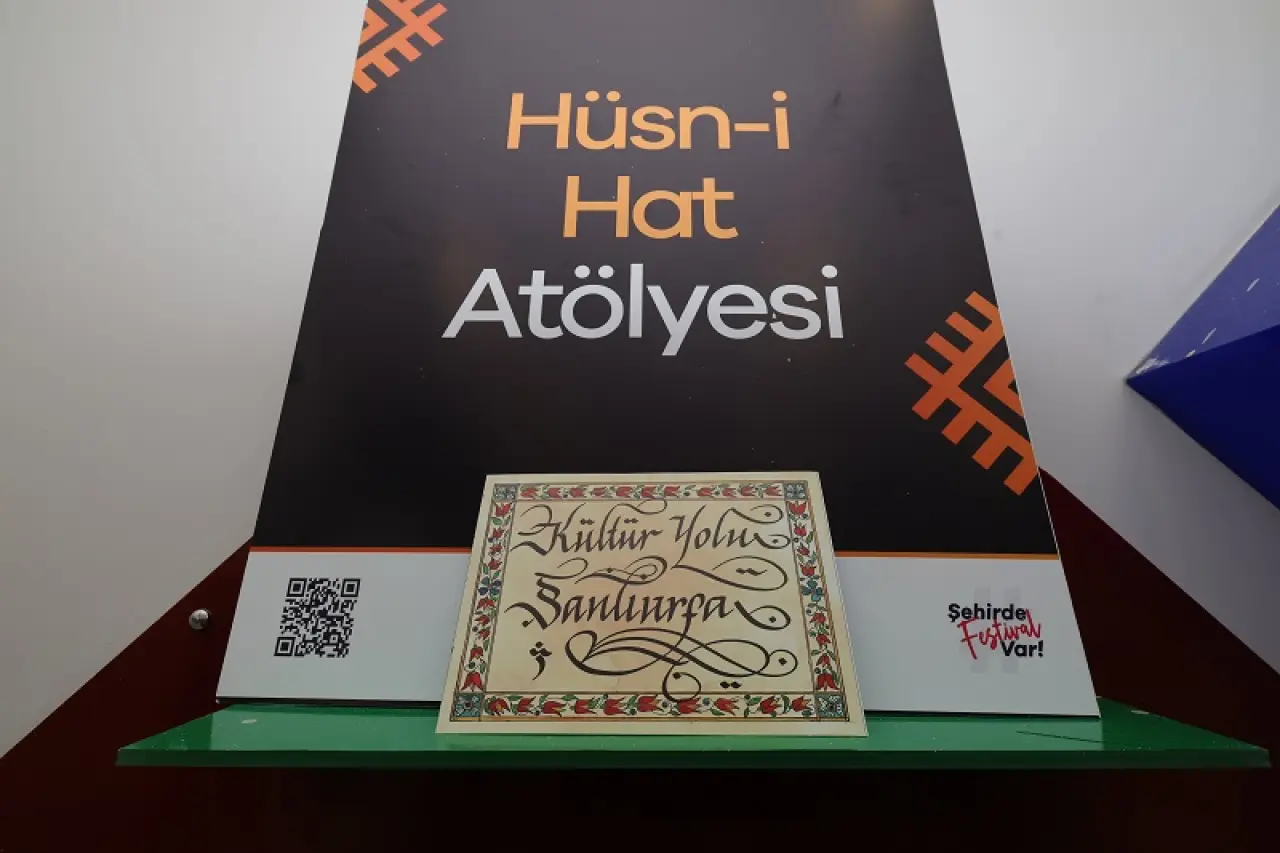 Hüsn-i
Hat
Atölyesi
Kültür Yolu
Şanlıurfa
Şehirde
Festival
Var!